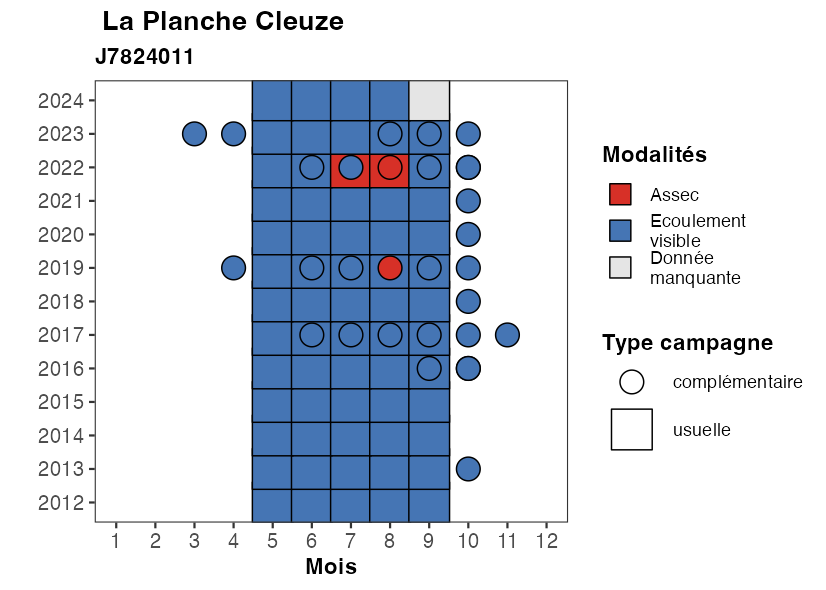 La Planche Cleuze
J7824011
2024
2023
2022
2021
2020
2019
2018
2017
2016
2015
2014
2013
2012
1 2 3 4 5 6 7 8 9 10 11 12
Mois
Modalités
Assec
Ecoulement
visible
Donnée
manquante
Type campagne
complémentaire
usuelle